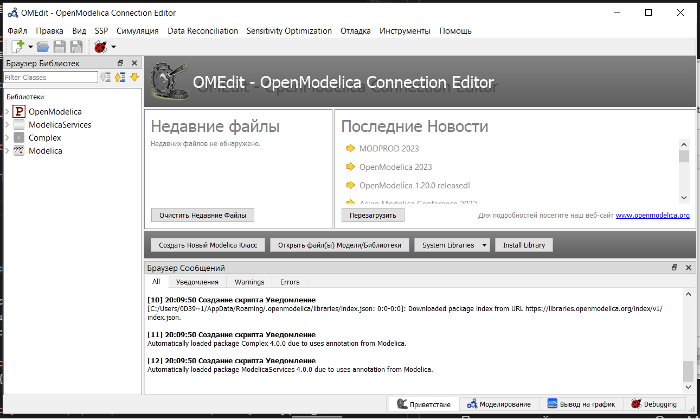 OMEdit - OpenModelica Connection Editor
Файл Правка Вид SSP Симуляция Data Reconciliation Sensitivity Optimization Отладка Инструменты Помощь
Браузер Библиотек
Filter Classes
Библиотеки
OpenModelica
ModelicaServices
Complex
Modelica
OMEdit - OpenModelica Connection Editor
Недавние файлы
Недавних файлов не обнаружено.
Очистить Недавние Файлы
Последние Новости
MODPROD 2023
OpenModelica 2023
OpenModelica 1.20.0 released!
Asian Modelica Conference 2022
Перезагрузить
Для подробностей посетите наш веб-сайт www.openmodelica.org
Создать Новый Modelica Класс Открыть файл(ы) Модели/Библиотеки System Libraries Install Library
Браузер Сообщений
All Уведомления Warnings Errors
[10] 20:09:50 Создание скрипта Уведомление
[C:/Users/0D39~1/AppData/Roaming/.openmodelica/libraries/index.json: 0:0-0:0]: Downloaded package index from URL https://libraries.openmodelica.org/index/v1/
index.json.
[11] 20:09:50 Создание скрипта Уведомление
Automatically loaded package Complex 4.0.0 due to uses annotation from Modelica.
[12] 20:09:50 Создание скрипта Уведомление
Automatically loaded package ModelicaServices 4.0.0 due to uses annotation from Modelica.
Приветствие Моделирование Вывод на график Debugging